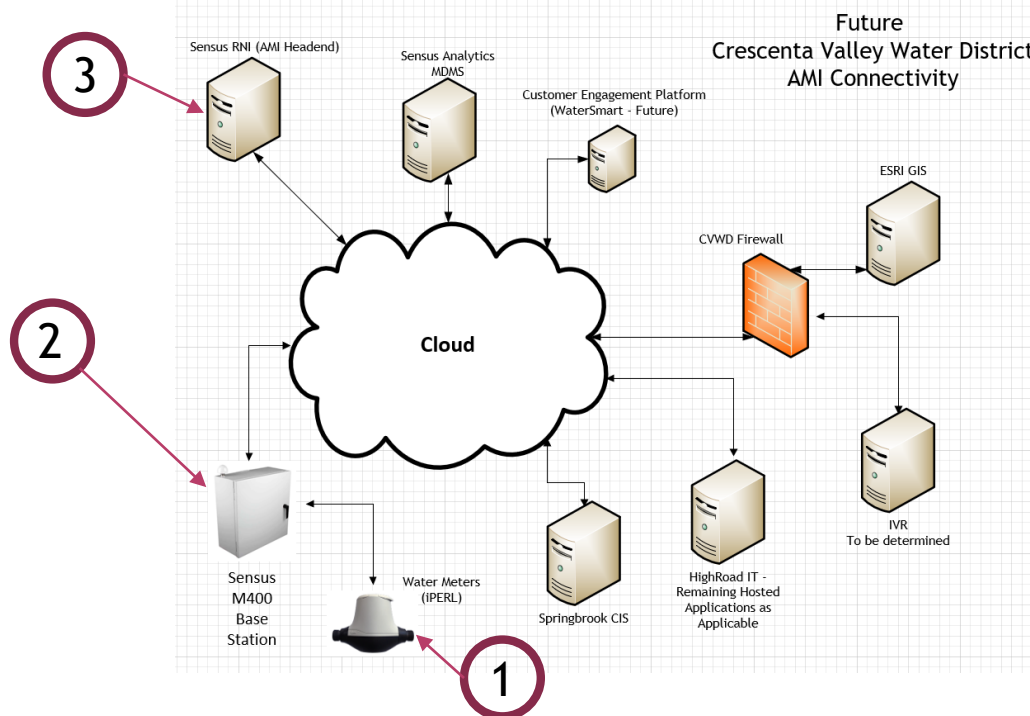 Future
Crescenta Valley Water District
AMI Connectivity
3
Sensus RNI (AMI Headend)
Sensus Analytics
MDMS
Customer Engagement Platform
(WaterSmart - Future)
ESRI GIS
CVWD Firewall
2
Cloud
Sensus
M400
Base
Station
Water Meters
(iPERL)
1
Springbrook CIS
HighRoad IT -
Remaining Hosted
Applications as
Applicable
IVR
To be determined